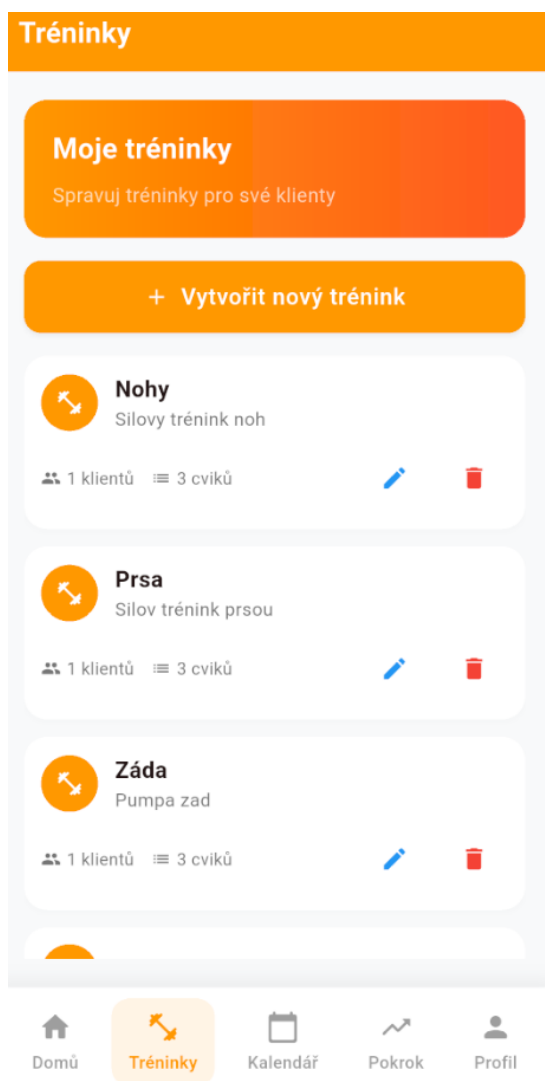 Tréninky
Moje tréninky
Spravuj tréninky pro své klienty
+ Vytvořit nový trénink
Nohy
Silovy trénink noh
1 klientů 3 cviků
Prsa
Silov trénink prsou
1 klientů 3 cviků
Záda
Pumpa zad
1 klientů 3 cviků
Domů Tréninky Kalendář Pokrok Profil